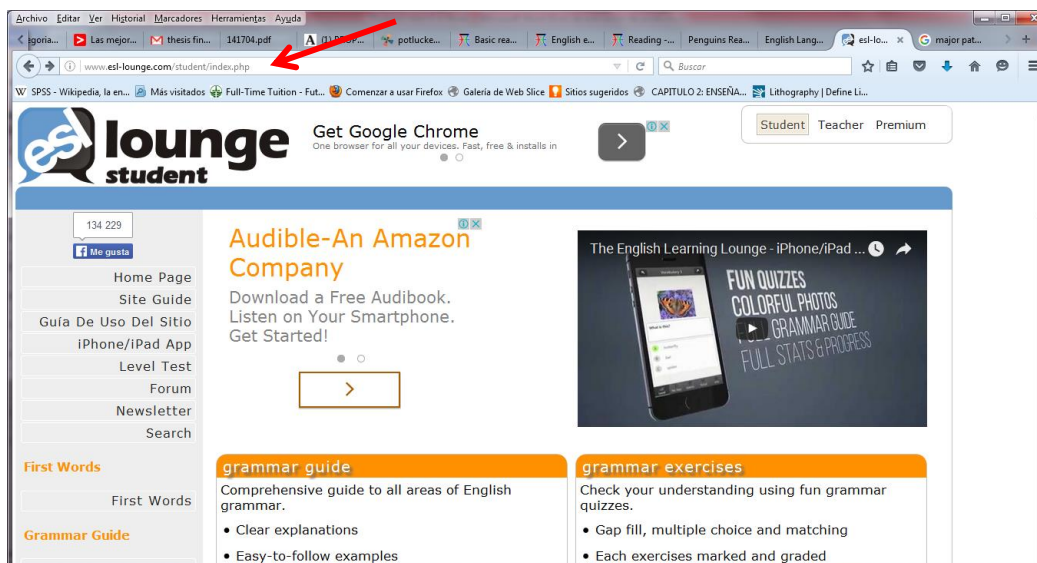 Archivo Editar Ver Historial Marcadores Herramientas Ayuda
egoria... Las mejor... thesis fin... 141704.pdf potlucke... Basic rea... English e... Reading -... Penguins Rea... English Lang... esl-lo... × major pat... +
www.esl-lounge.com/student/index.php Buscar
SPSS - Wikipedia, la en... Más visitados Full-Time Tuition - Fut... Comenzar a usar Firefox Galería de Web Slice Sitios sugeridos CAPITULO 2: ENSEÑA... Lithography | Define Li...
esl lounge student
Get Google Chrome
One browser for all your devices. Fast, free & installs in
Student Teacher Premium
134 229
Me gusta
Home Page
Site Guide
Guía De Uso Del Sitio
iPhone/iPad App
Level Test
Forum
Newsletter
Search
First Words
First Words
Grammar Guide
Audible-An Amazon
Company
Download a Free Audibook.
Listen on Your Smartphone.
Get Started!
The English Learning Lounge - iPhone/iPad ...
FUN QUIZZES
COLORFUL PHOTOS
GRAMMAR GUIDE
FULL STATS & PROGRESS
grammar guide
Comprehensive guide to all areas of English
grammar.
• Clear explanations
• Easy-to-follow examples
grammar exercises
Check your understanding using fun grammar
quizzes.
• Gap fill, multiple choice and matching
• Each exercises marked and graded